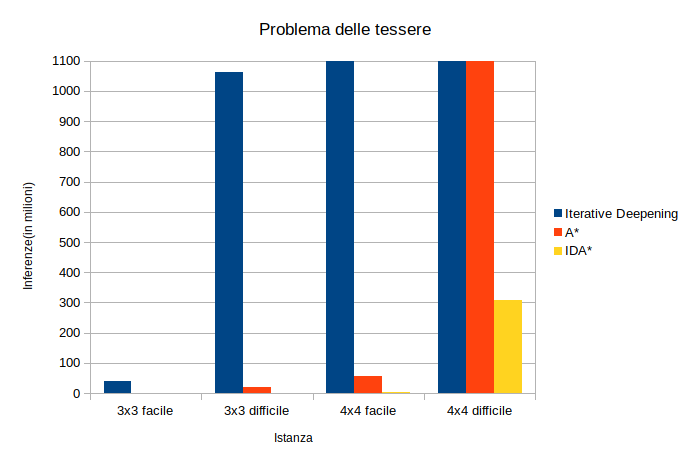 Problema delle tessere
1100
1000
900
800
700
600
500
400
300
200
100
0
Inferenze(in milioni)
3x3 facile
3x3 difficile
4x4 facile
4x4 difficile
Istanza
Iterative Deepening
A*
IDA*